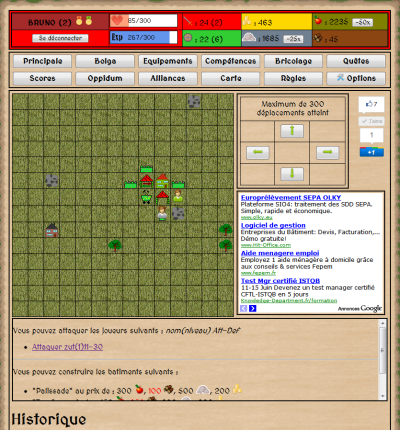 BRUNO (2)
85/300
: 24 (2)
: 463
: 2235 -50%
Se déconnecter
Exp 267/300
: 22 (6)
: 1685 -25%
: 45
Principale Bolga Equipements Compétences Bricolage Quêtes
Scores Oppidum Alliances Carte Règles Options
Maximum de 300
déplacements atteint
7
J'aime
1
+1
Europrélèvement SEPA OLKY
Plateforme SIO4: traitement des SDD SEPA.
Simple, rapide et économique.
www.olky.eu
Logiciel de gestion
Entreprises du Bâtiment: Devis, Facturation,...
Démo gratuite!
www.Hit-Office.com
Aide menagere emploi
Employez 1 aide ménagère à domicile grâce
aux conseils & services Fepem
www.fepem.fr
Test Mgr certifié ISTQB
11-15 Juin Devenez un test manager certifié
CFTL-ISTQB en 5 jours
Knowledge-Department.fr/formation
Annonces Google
Vous pouvez attaquer les joueurs suivants : nom(niveau) Att-Def
Attaquer zut(1)11-30
Vous pouvez construire les batiments suivants :
"Palissade" au prix de : 300 , 100 , 500 , 200
Historique